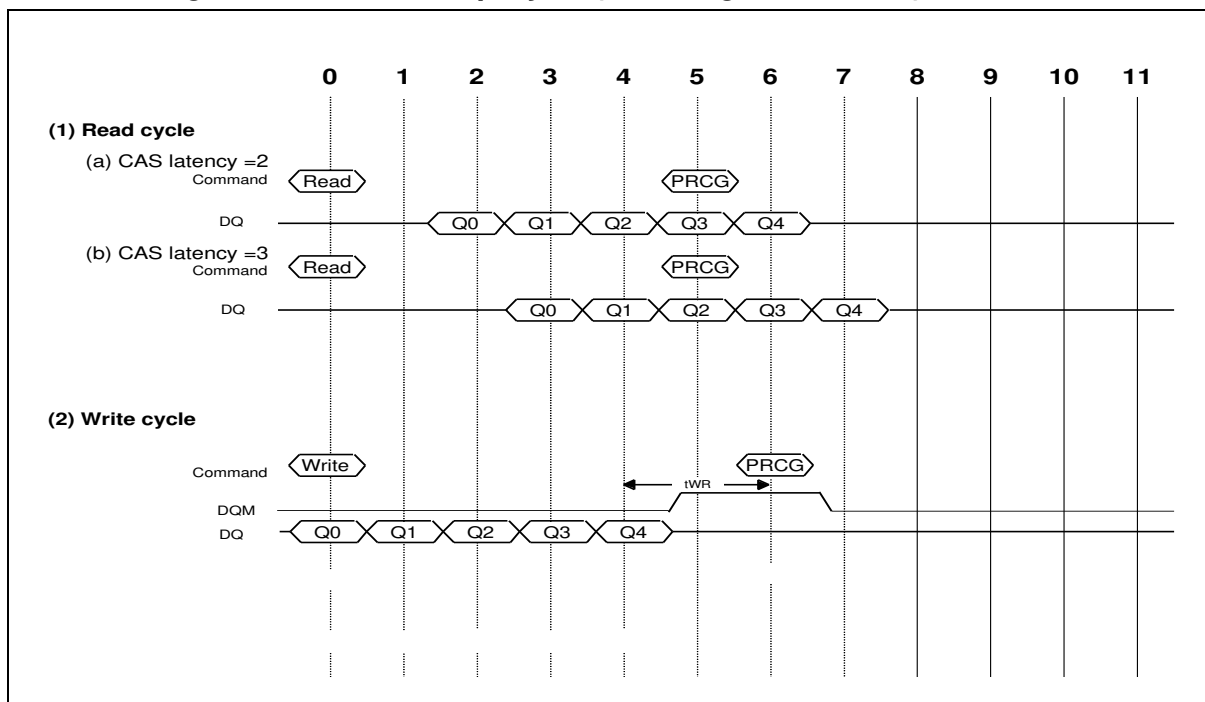 0 1 2 3 4 5 6 7 8 9 10 11
(1) Read cycle
(a) CAS latency =2
Command Read PRCG
DQ Q0 Q1 Q2 Q3 Q4
(b) CAS latency =3
Command Read PRCG
DQ Q0 Q1 Q2 Q3 Q4
(2) Write cycle
Command Write PRCG
tWR
DQM
DQ Q0 Q1 Q2 Q3 Q4